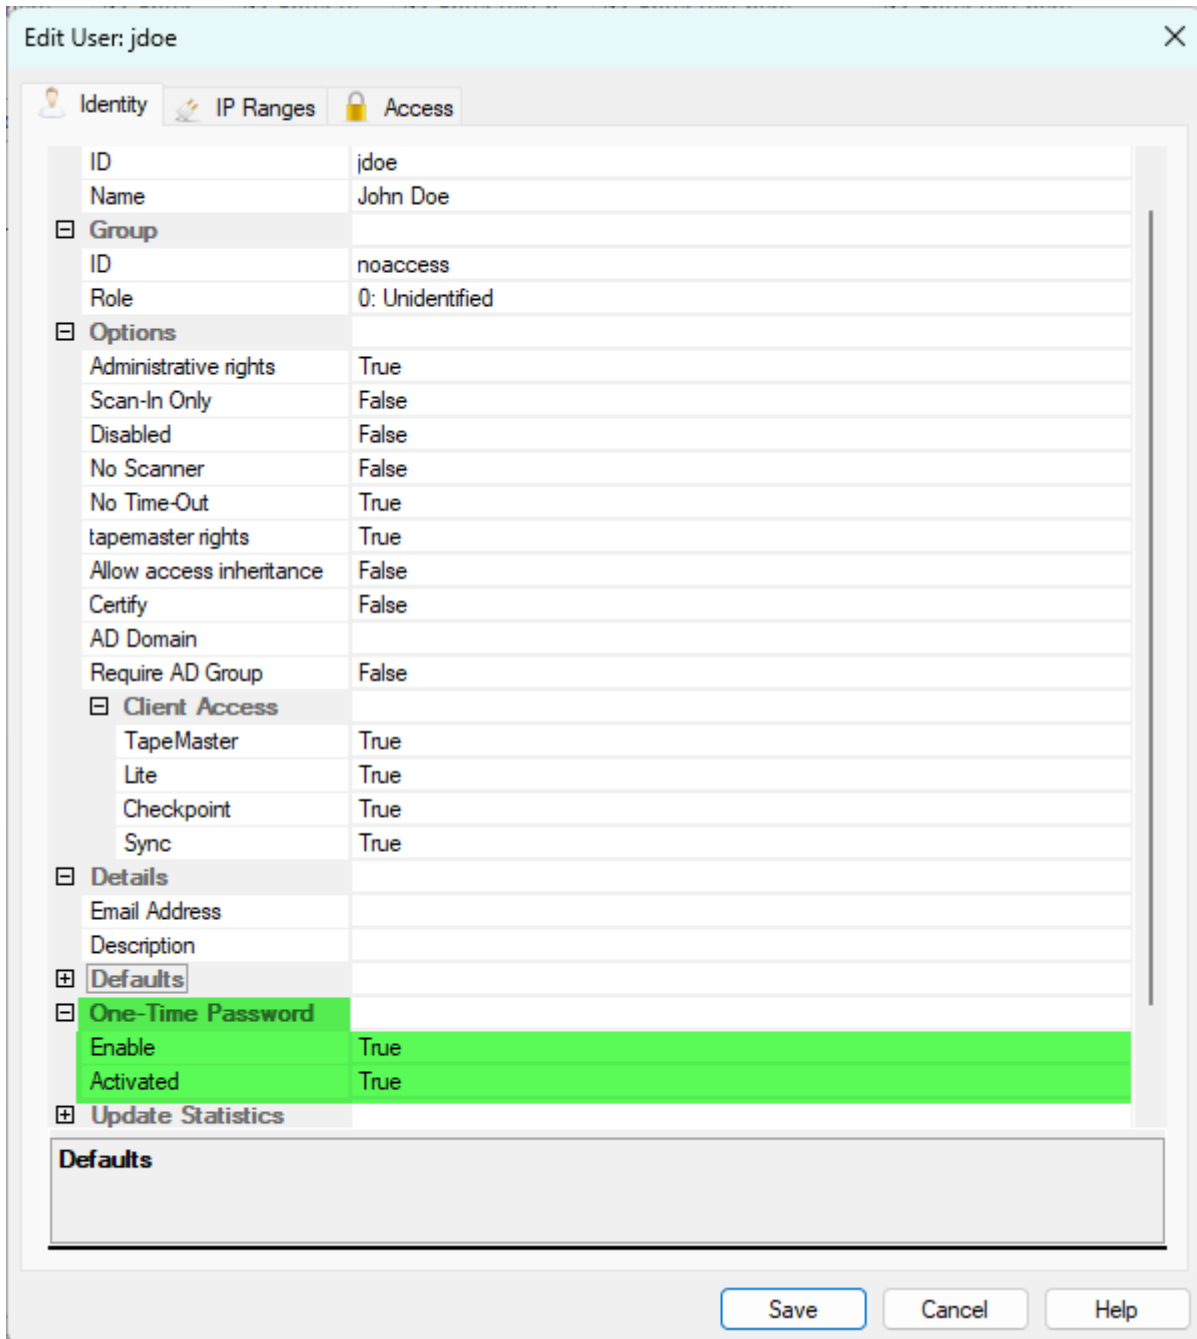 Edit User: jdoe
Identity IP Ranges Access
ID jdoe
Name John Doe
Group
ID noaccess
Role 0: Unidentified
Options
Administrative rights True
Scan-In Only False
Disabled False
No Scanner False
No Time-Out True
tapemaster rights True
Allow access inheritance False
Certify False
AD Domain
Require AD Group False
Client Access
TapeMaster True
Lite True
Checkpoint True
Sync True
Details
Email Address
Description
Defaults
One-Time Password
Enable True
Activated True
Update Statistics
Defaults
Save Cancel Help